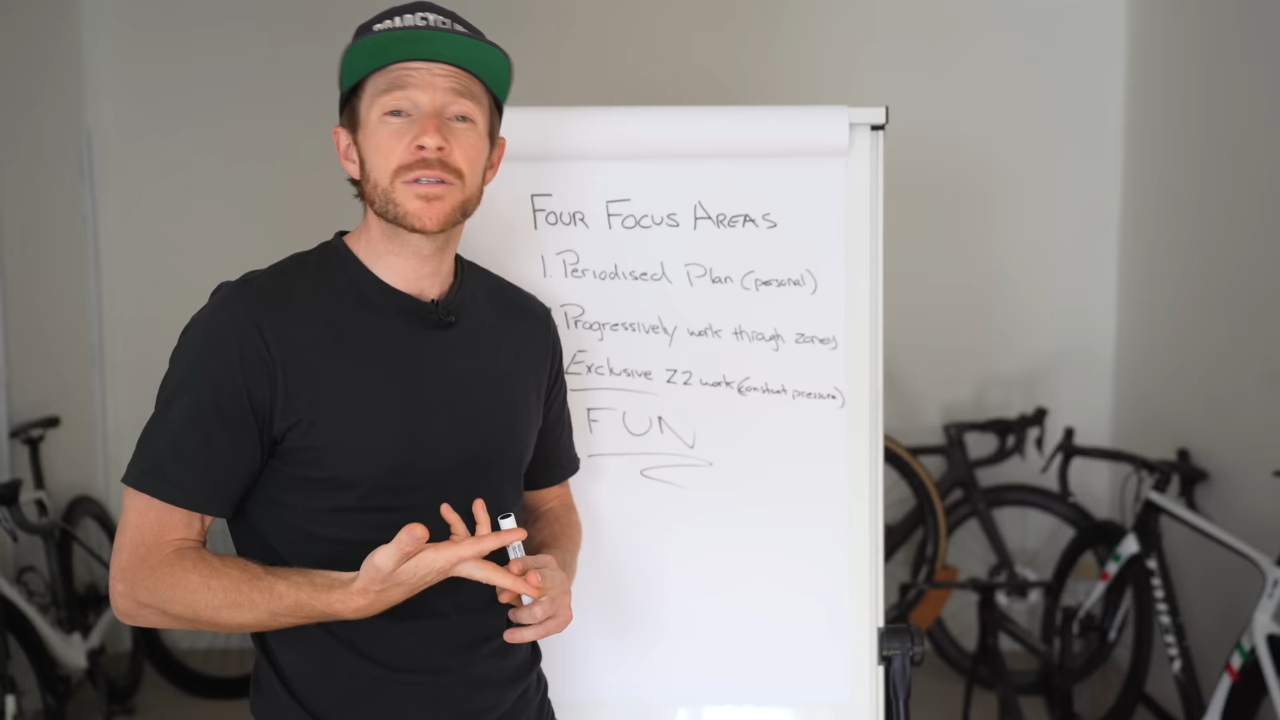 FOUR FOCUS AREAS
1. Periodised Plan (personal)
Progressively work through zones
Exclusive Z2 work (constant pressure)
FUN